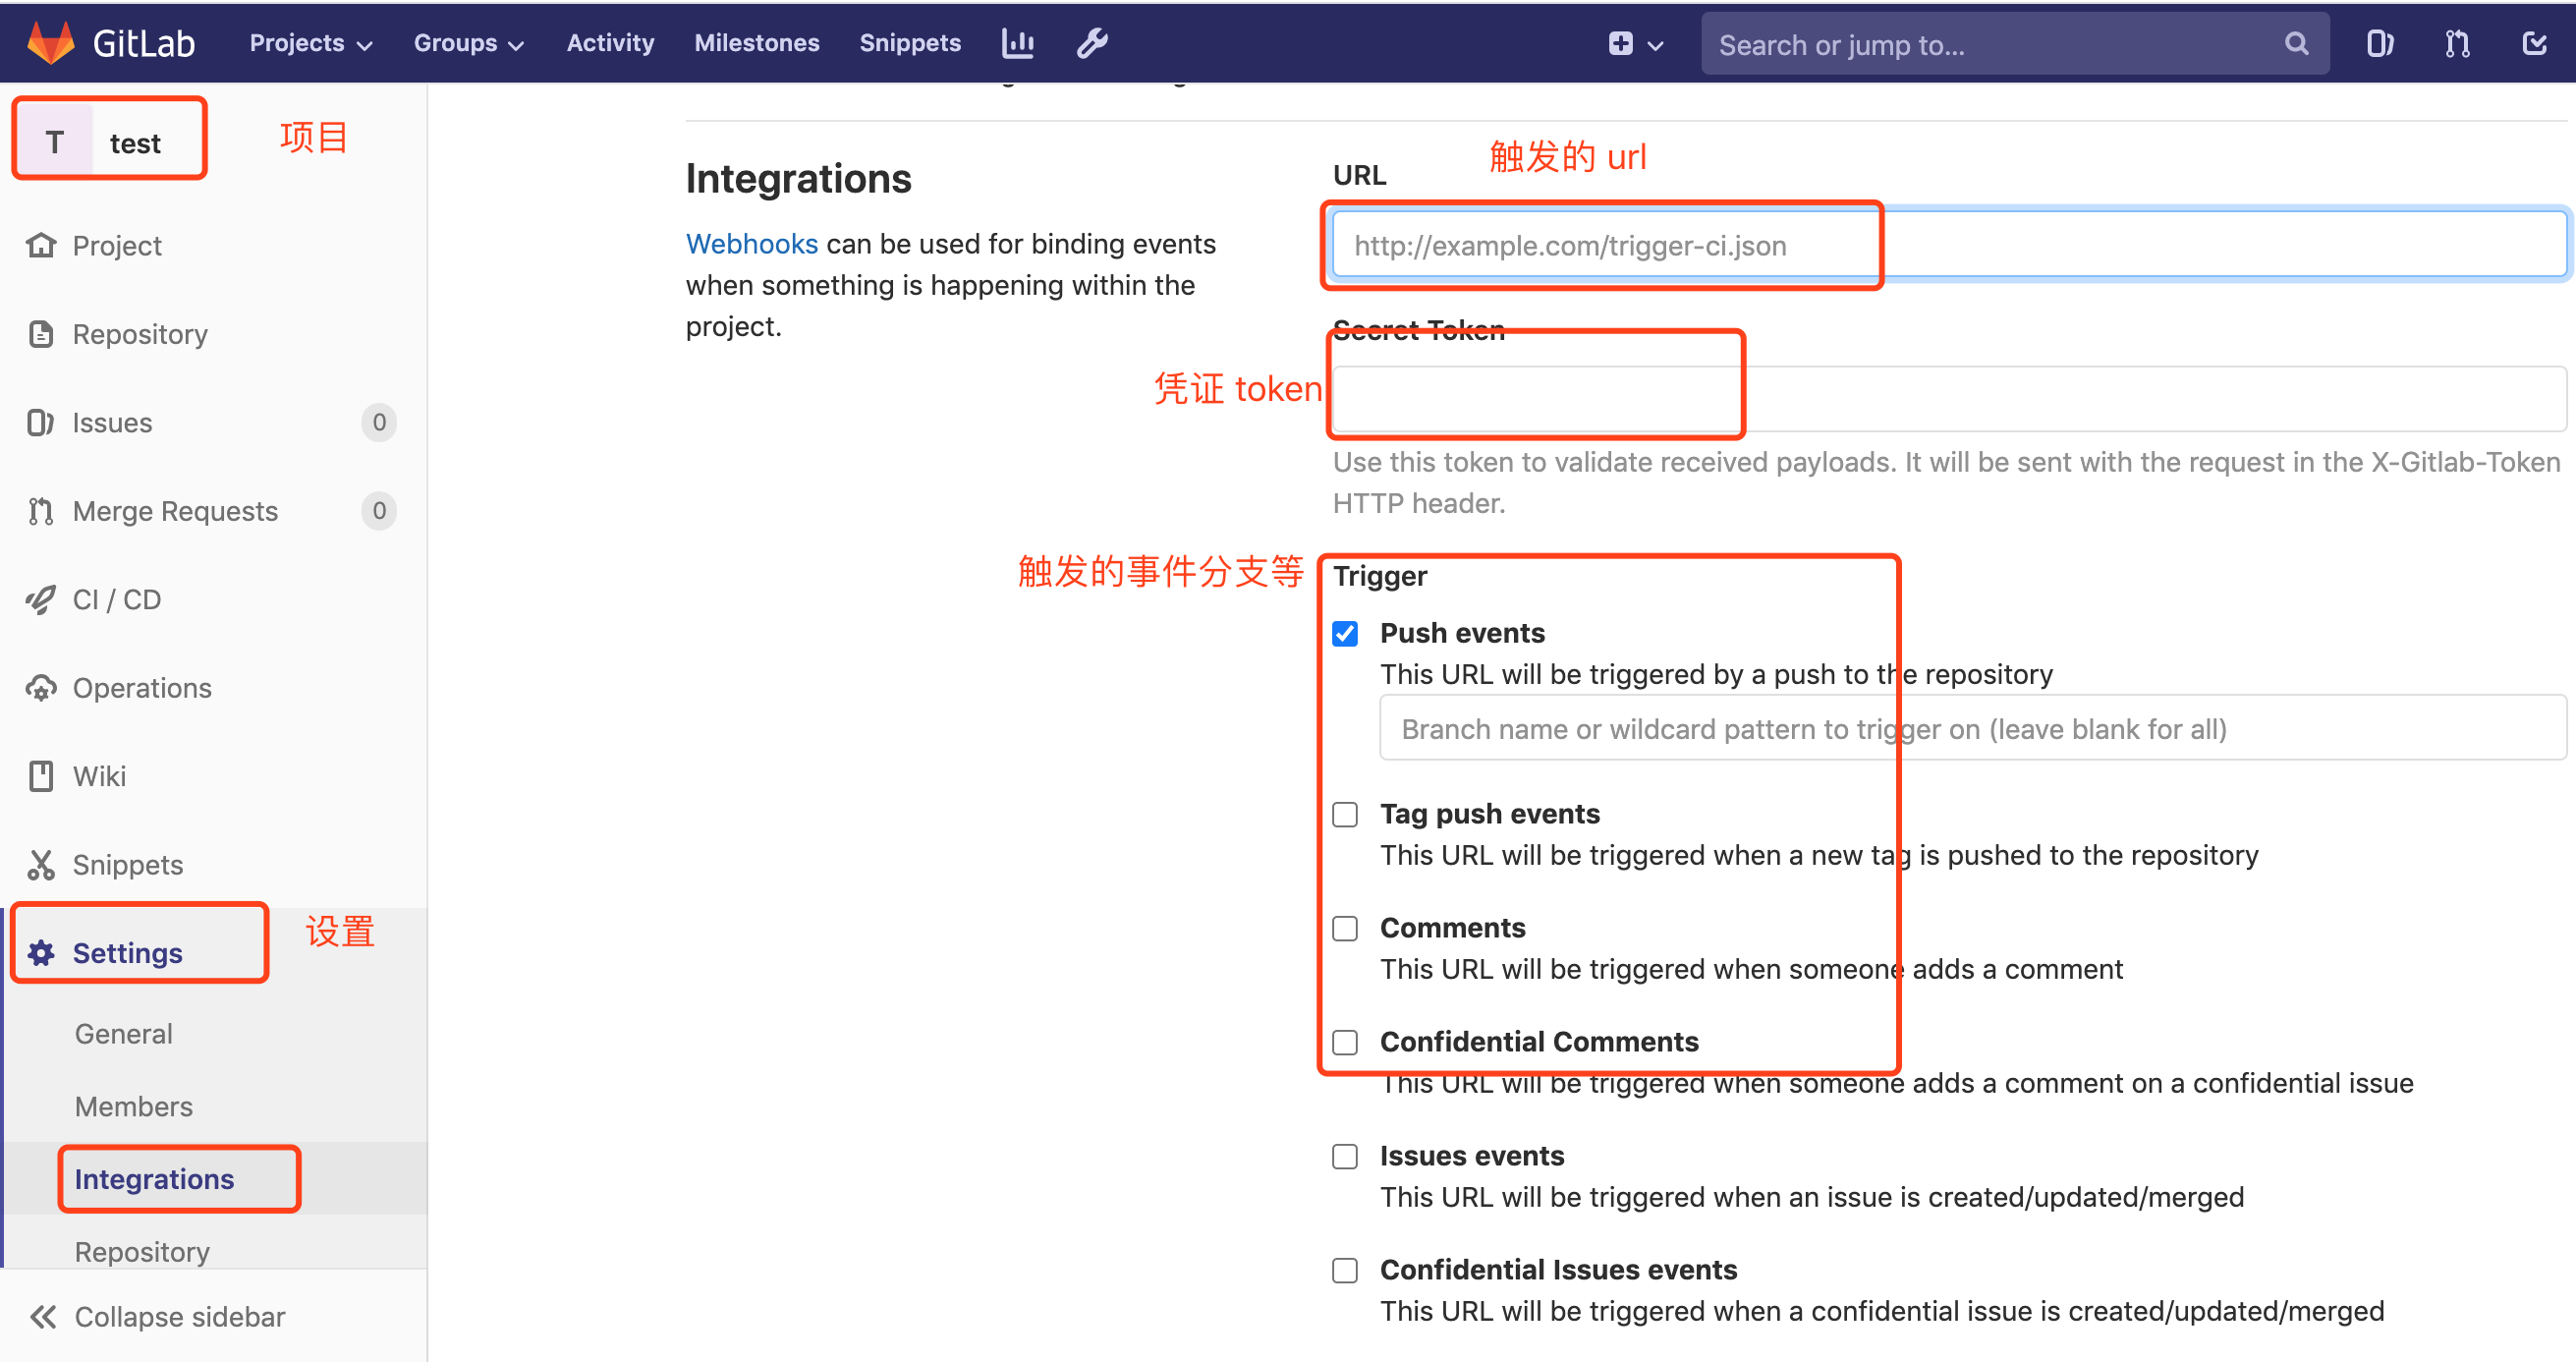 GitLab Projects Groups Activity Milestones Snippets Search or jump to...
T test
项目
Project
Repository
Issues 0
Merge Requests 0
CI / CD
Operations
Wiki
Snippets
Settings
设置
General
Members
Integrations
Repository
Collapse sidebar
Integrations
Webhooks can be used for binding events
when something is happening within the
project.
触发的 url
URL
http://example.com/trigger-ci.json
Secret Token
凭证 token
Use this token to validate received payloads. It will be sent with the request in the X-Gitlab-Token
HTTP header.
触发的事件分支等
Trigger
Push events
This URL will be triggered by a push to the repository
Branch name or wildcard pattern to trigger on (leave blank for all)
Tag push events
This URL will be triggered when a new tag is pushed to the repository
Comments
This URL will be triggered when someone adds a comment
Confidential Comments
This URL will be triggered when someone adds a comment on a confidential issue
Issues events
This URL will be triggered when an issue is created/updated/merged
Confidential Issues events
This URL will be triggered when a confidential issue is created/updated/merged